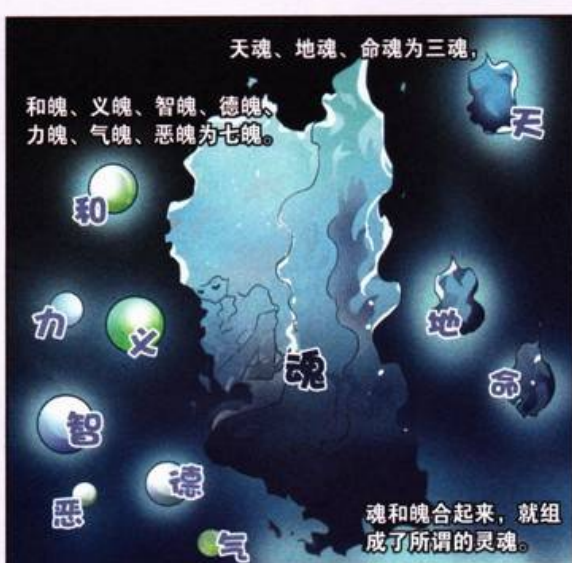 天魂、地魂、命魂为三魂，
和魄、义魄、智魄、德魄、
力魄、气魄、恶魄为七魄。
天
和
力
义
地
魂
命
智
恶
德
气
魂和魄合起来，就组
成了所谓的灵魂。